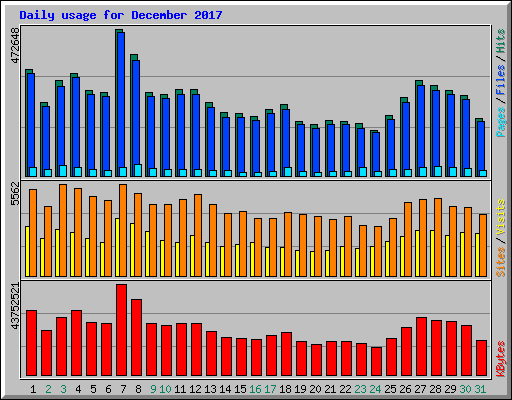 Daily usage for December 2017
472648
Pages / Files / Hits
5562
Sites / Visits
43752521
KBytes
1 2 3 4 5 6 7 8 9 10 11 12 13 14 15 16 17 18 19 20 21 22 23 24 25 26 27 28 29 30 31